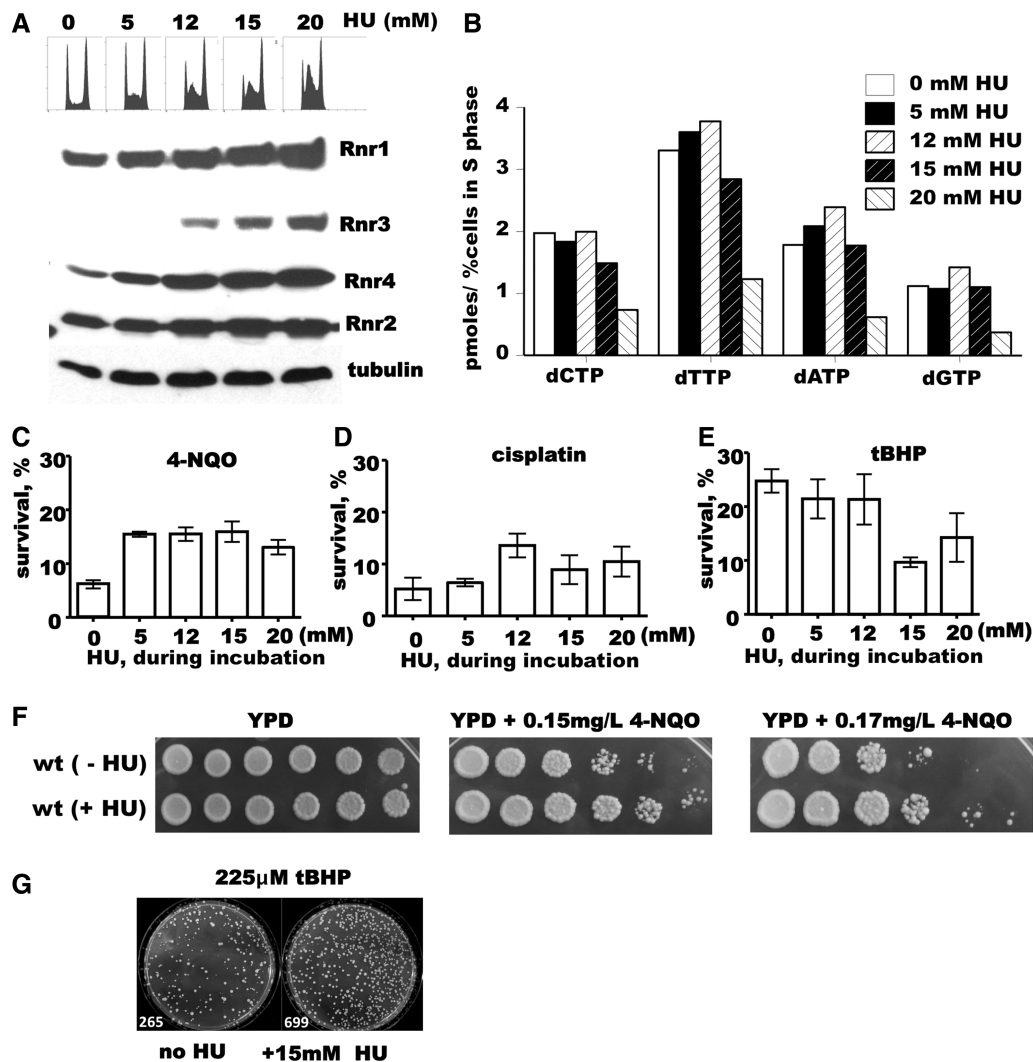 A
0 5 12 15 20 HU (mM)
Rnr1
Rnr3
Rnr4
Rnr2
tubulin
B
pmoles/ %cells in S phase
4
3
2
1
0
dCTP dTTP dATP dGTP
0 mM HU
5 mM HU
12 mM HU
15 mM HU
20 mM HU
C
4-NQO
survival, %
30
20
10
0
0 5 12 15 20 (mM)
HU, during incubation
D
cisplatin
survival, %
30
20
10
0
0 5 12 15 20 (mM)
HU, during incubation
E
tBHP
survival, %
30
20
10
0
0 5 12 15 20 (mM)
HU, during incubation
F
YPD YPD + 0.15mg/L 4-NQO YPD + 0.17mg/L 4-NQO
wt ( - HU)
wt (+ HU)
G
225µM tBHP
265 699
no HU +15mM HU